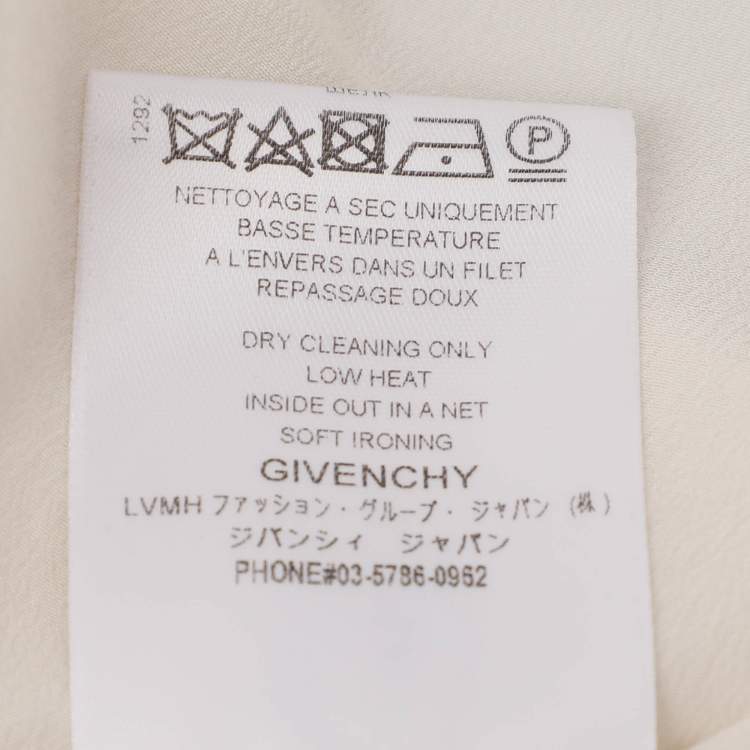 1292
P
NETTOYAGE A SEC UNIQUEMENT
BASSE TEMPERATURE
A L'ENVERS DANS UN FILET
REPASSAGE DOUX
DRY CLEANING ONLY
LOW HEAT
INSIDE OUT IN A NET
SOFT IRONING
GIVENCHY
LVMH ファッション・グループ・ジャパン (株)
ジバンシィ ジャパン
PHONE#03-5786-0962